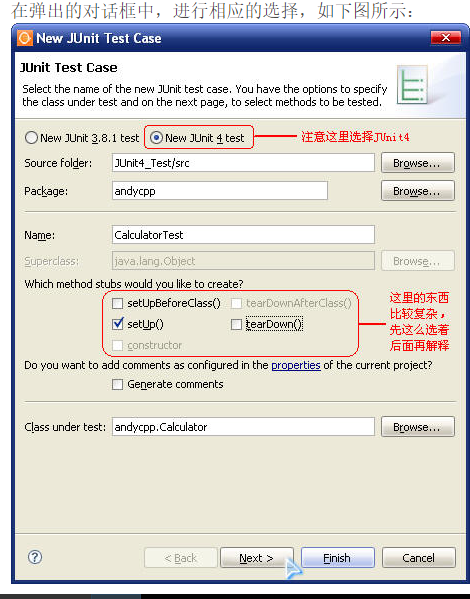 在弹出的对话框中，进行相应的选择，如下图所示：
New JUnit Test Case
JUnit Test Case
Select the name of the new JUnit test case. You have the options to specify
the class under test and on the next page, to select methods to be tested.
New JUnit 3.8.1 test
New JUnit 4 test
注意这里选择JUnit4
Source folder:
JUnit4_Test/src
Browse...
Package:
andycpp
Browse...
Name:
CalculatorTest
Superclass:
java.lang.Object
Browse...
Which method stubs would you like to create?
setUpBeforeClass()
tearDownAfterClass()
setUp()
tearDown()
constructor
这里的东西
比较复杂，
先这么选着
后面再解释
Do you want to add comments as configured in the properties of the current project?
Generate comments
Class under test:
andycpp.Calculator
Browse...
?
< Back
Next >
Finish
Cancel